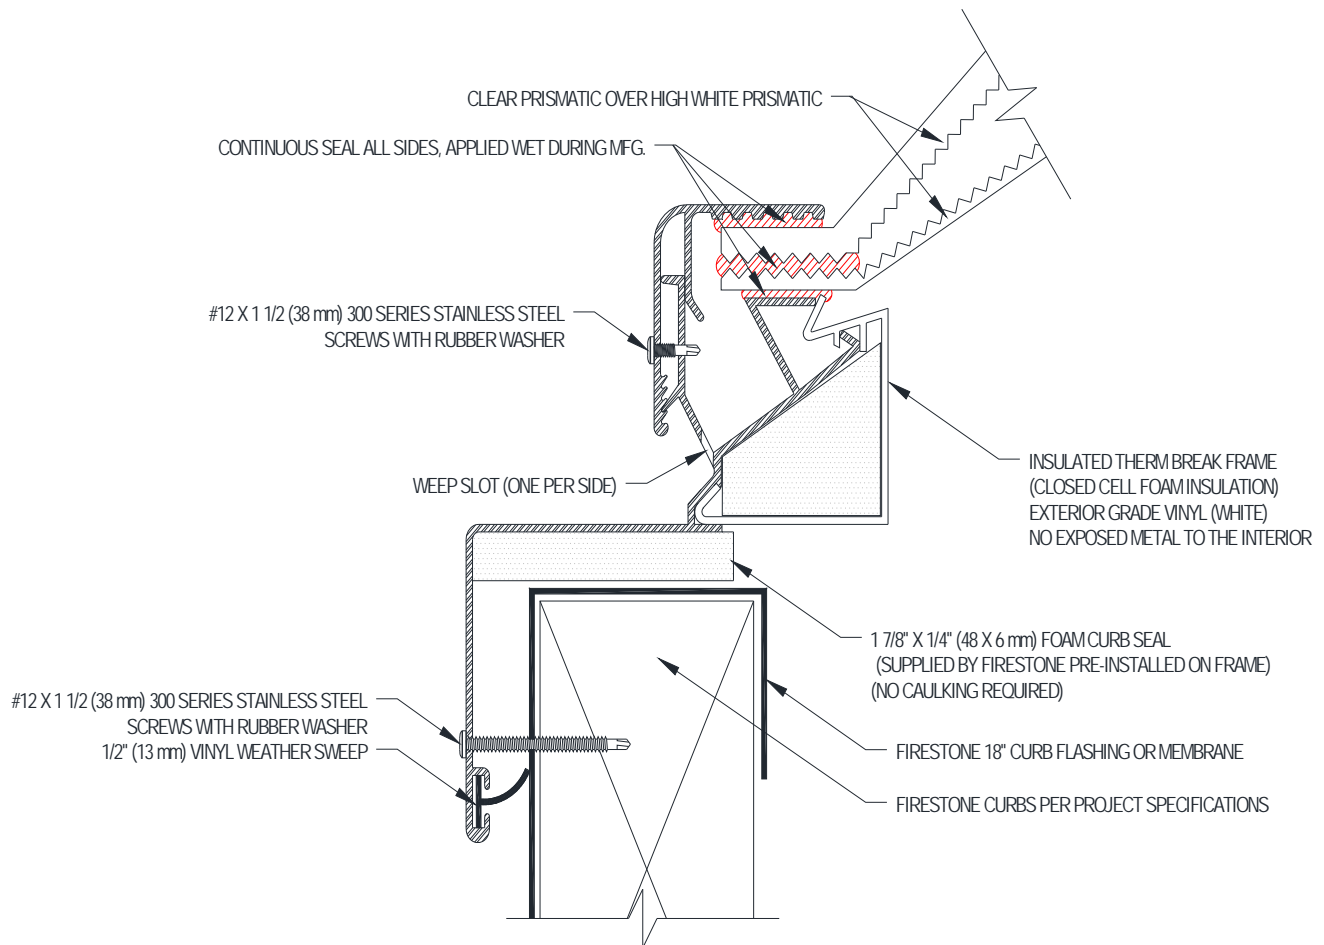 CLEAR PRISMATIC OVER HIGH WHITE PRISMATIC
CONTINUOUS SEAL ALL SIDES, APPLIED WET DURING MFG.
#12 X 1 1/2 (38 mm) 300 SERIES STAINLESS STEEL
SCREWS WITH RUBBER WASHER
WEEP SLOT (ONE PER SIDE)
INSULATED THERM BREAK FRAME
(CLOSED CELL FOAM INSULATION)
EXTERIOR GRADE VINYL (WHITE)
NO EXPOSED METAL TO THE INTERIOR
1 7/8" X 1/4" (48 X 6 mm) FOAM CURB SEAL
(SUPPLIED BY FIRESTONE PRE-INSTALLED ON FRAME)
(NO CAULKING REQUIRED)
#12 X 1 1/2 (38 mm) 300 SERIES STAINLESS STEEL
SCREWS WITH RUBBER WASHER
1/2" (13 mm) VINYL WEATHER SWEEP
FIRESTONE 18" CURB FLASHING OR MEMBRANE
FIRESTONE CURBS PER PROJECT SPECIFICATIONS